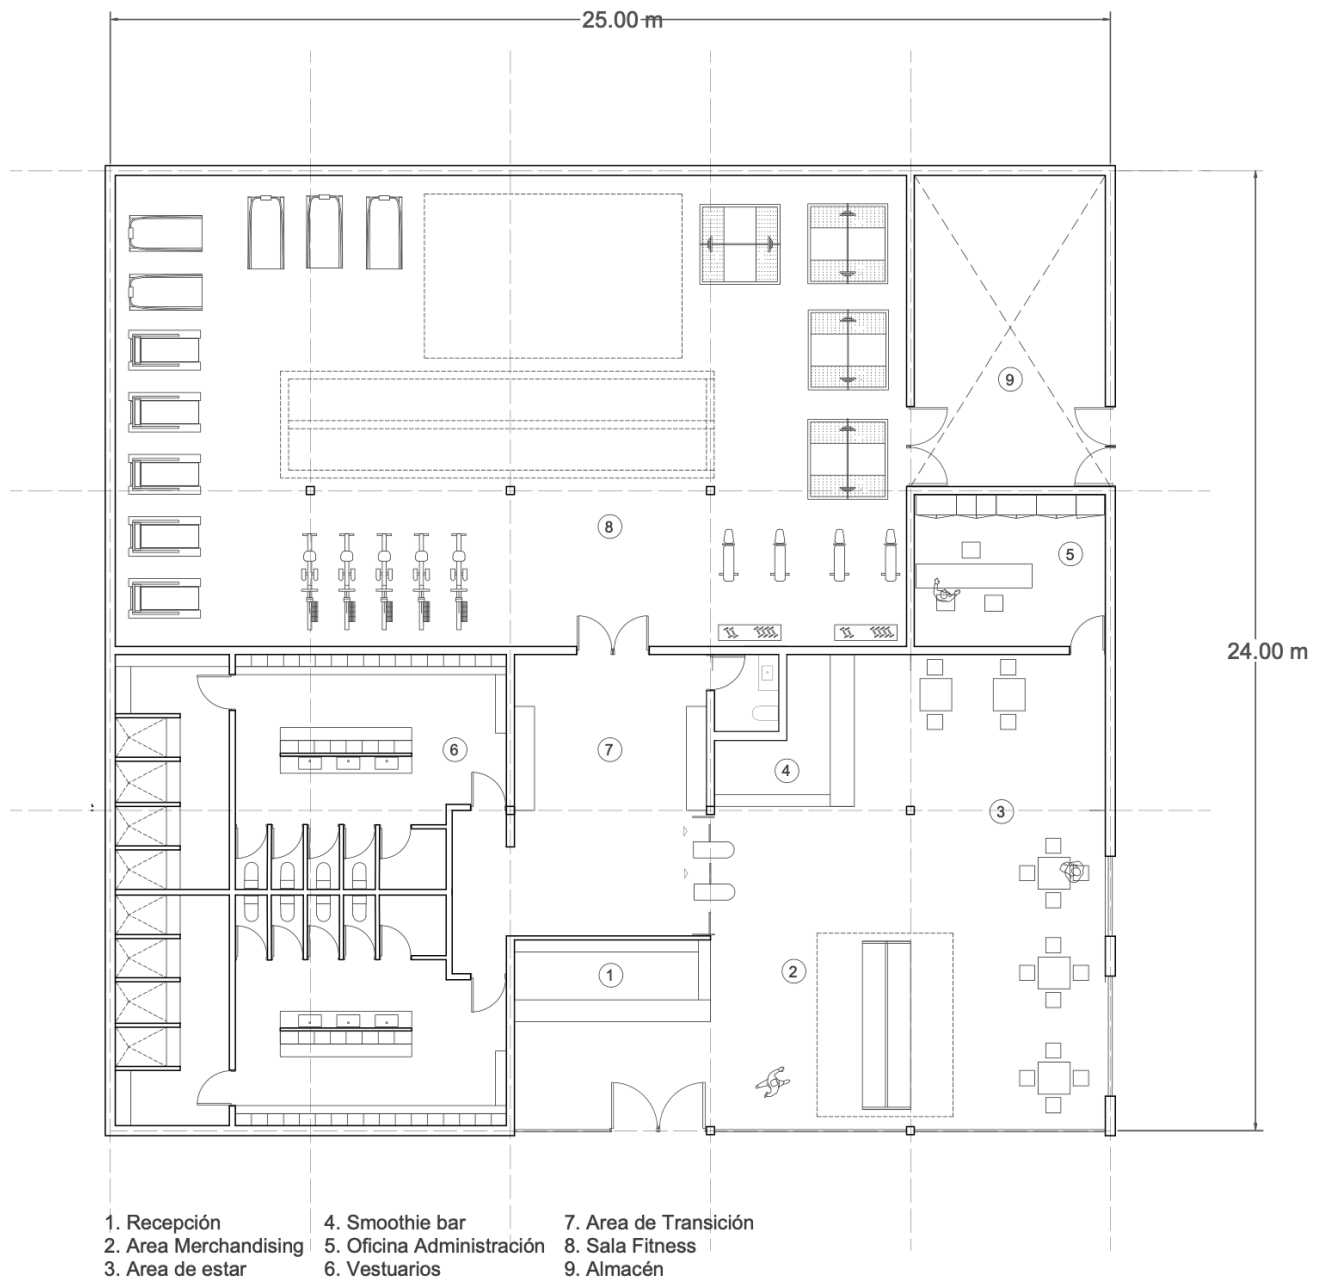 25.00 m
9
8
5
24.00 m
6
7
4
3
1
2
1. Recepción
2. Area Merchandising
3. Area de estar
4. Smoothie bar
5. Oficina Administración
6. Vestuarios
7. Area de Transición
8. Sala Fitness
9. Almacén